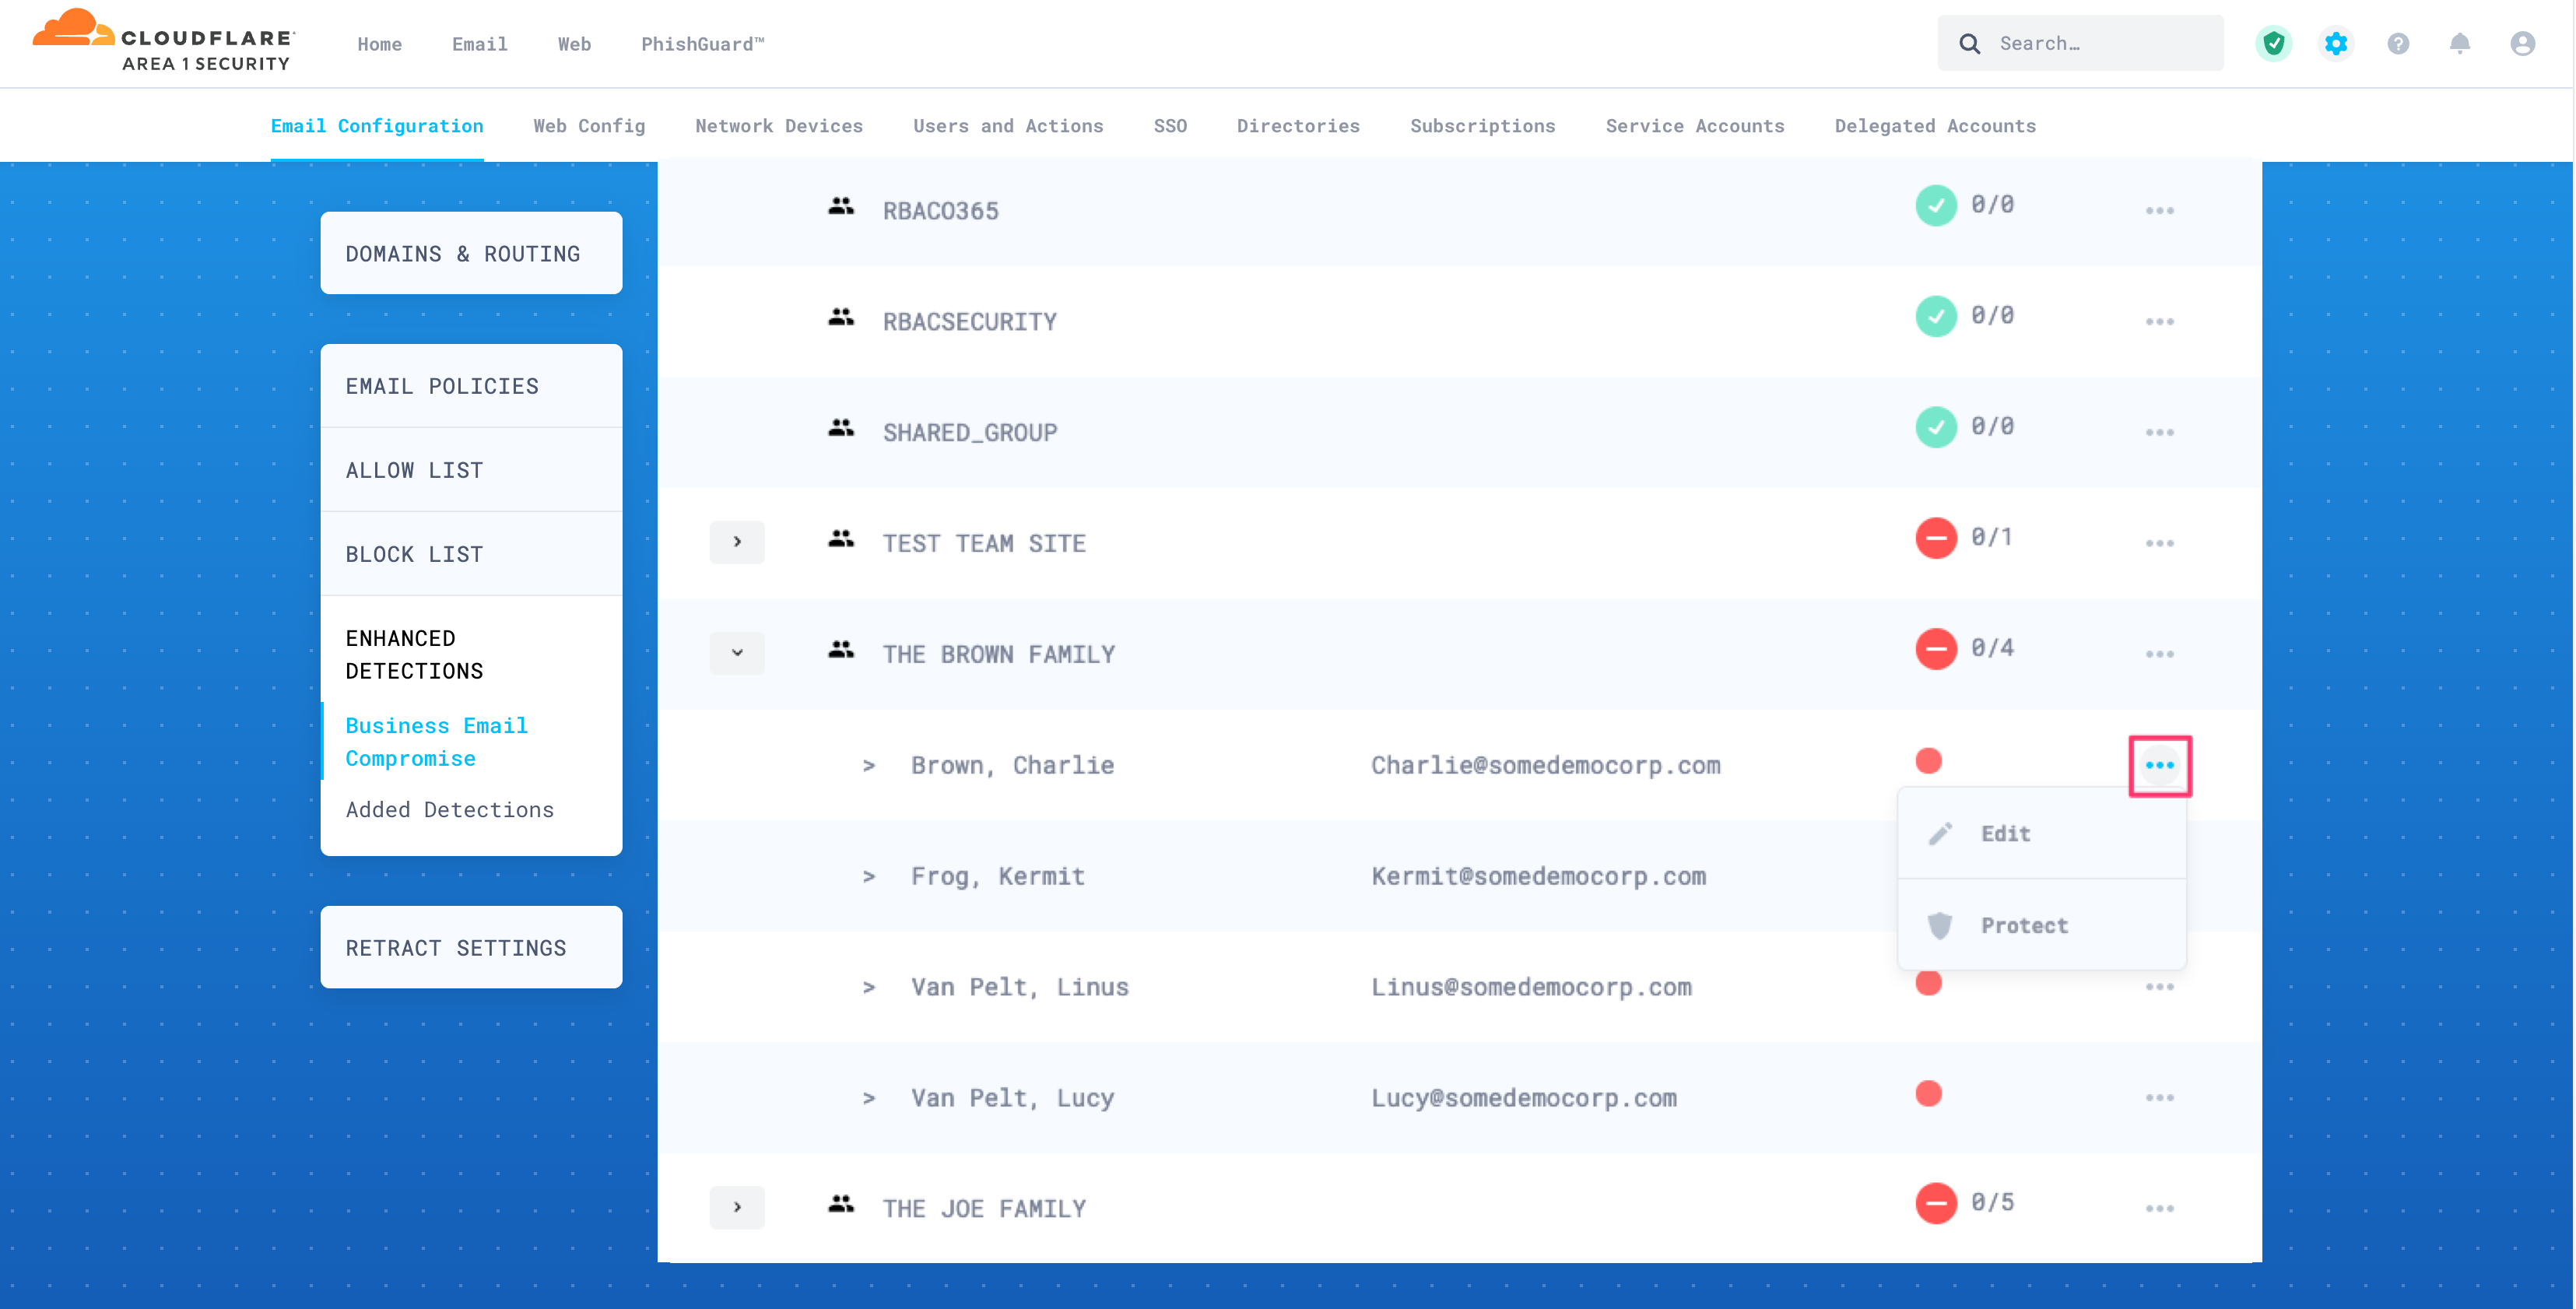 CLOUDFLARE
AREA 1 SECURITY
Home Email Web PhishGuard™
Search…
Email Configuration Web Config Network Devices Users and Actions SSO Directories Subscriptions Service Accounts Delegated Accounts
DOMAINS & ROUTING
EMAIL POLICIES
ALLOW LIST
BLOCK LIST
ENHANCED
DETECTIONS
Business Email
Compromise
Added Detections
RETRACT SETTINGS
RBACO365 0/0
RBACSECURITY 0/0
SHARED_GROUP 0/0
> TEST TEAM SITE 0/1
THE BROWN FAMILY 0/4
> Brown, Charlie Charlie@somedemocorp.com
Edit
> Frog, Kermit Kermit@somedemocorp.com
Protect
> Van Pelt, Linus Linus@somedemocorp.com
> Van Pelt, Lucy Lucy@somedemocorp.com
> THE JOE FAMILY 0/5